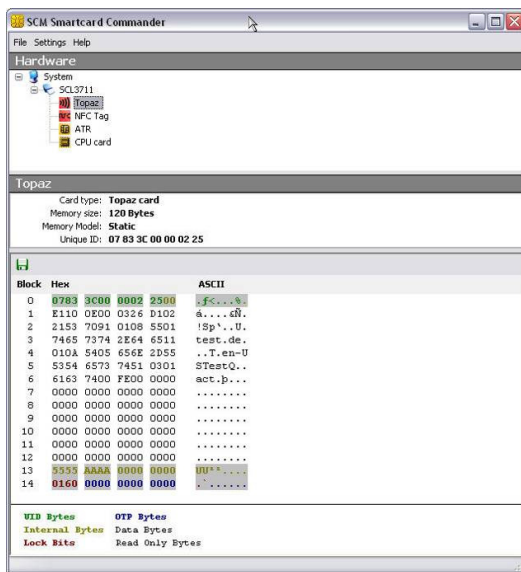 SCM Smartcard Commander
File Settings Help
Hardware
System
SCL3711
Topaz
NFC Tag
ATR
CPU card
Topaz
Card type: Topaz card
Memory size: 120 Bytes
Memory Model: Static
Unique ID: 07 83 3C 00 00 02 25
Block Hex ASCII
0 0783 3C00 0002 2500 .ƒ<...%.
1 E110 0E00 0326 D102 á....&Ñ.
2 2153 7091 0108 5501 !Sp‘..U.
3 7465 7374 2E64 6511 test.de.
4 010A 5405 656E 2D55 ..T.en-U
5 5354 6573 7451 0301 STestQ..
6 6163 7400 FE00 0000 act.þ...
7 0000 0000 0000 0000 ........
8 0000 0000 0000 0000 ........
9 0000 0000 0000 0000 ........
10 0000 0000 0000 0000 ........
11 0000 0000 0000 0000 ........
12 0000 0000 0000 0000 ........
13 5555 AAAA 0000 0000 UUªª....
14 0160 0000 0000 0000 .`......
UID Bytes OTP Bytes
Internal Bytes Data Bytes
Lock Bits Read Only Bytes